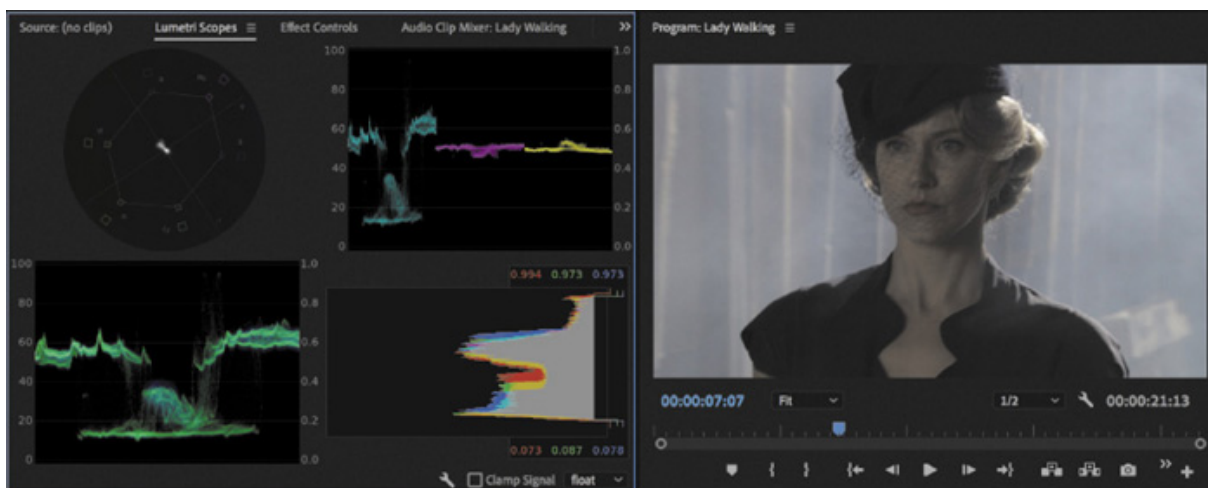 Source: (no clips)
Lumetri Scopes
Effect Controls
Audio Clip Mixer: Lady Walking
Program: Lady Walking
100 1.0
80 0.8
60 0.6
40 0.4
20 0.2
0 0.0
100 1.0
80 0.8
60 0.6
40 0.4
20 0.2
0 0.0
0.994 0.973 0.973
0.073 0.087 0.078
Clamp Signal float
00:00:07:07 Fit 1/2 00:00:21:13